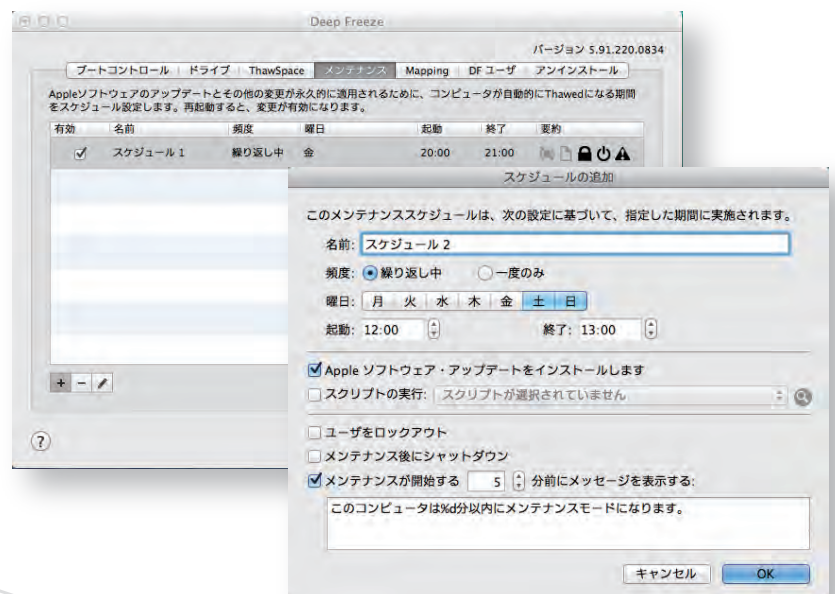 Deep Freeze
バージョン 5.91.220.0834
ブートコントロール ドライブ ThawSpace メンテナンス Mapping DF ユーザ アンインストール
Appleソフトウェアのアップデートとその他の変更が永久的に適用されるために、コンピュータが自動的にThawedになる期間
をスケジュール設定します。再起動すると、変更が有効になります。
有効 名前 頻度 曜日 起動 終了 要約
スケジュール 1 繰り返し中 金 20:00 21:00
スケジュールの追加
このメンテナンススケジュールは、次の設定に基づいて、指定した期間に実施されます。
名前: スケジュール 2
頻度: 繰り返し中 一度のみ
曜日: 月 火 水 木 金 土 日
起動: 12:00 終了: 13:00
Apple ソフトウェア・アップデートをインストールします
スクリプトの実行: スクリプトが選択されていません
ユーザをロックアウト
メンテナンス後にシャットダウン
メンテナンスが開始する 5 分前にメッセージを表示する:
このコンピュータは%d分以内にメンテナンスモードになります。
キャンセル OK
+ -
?